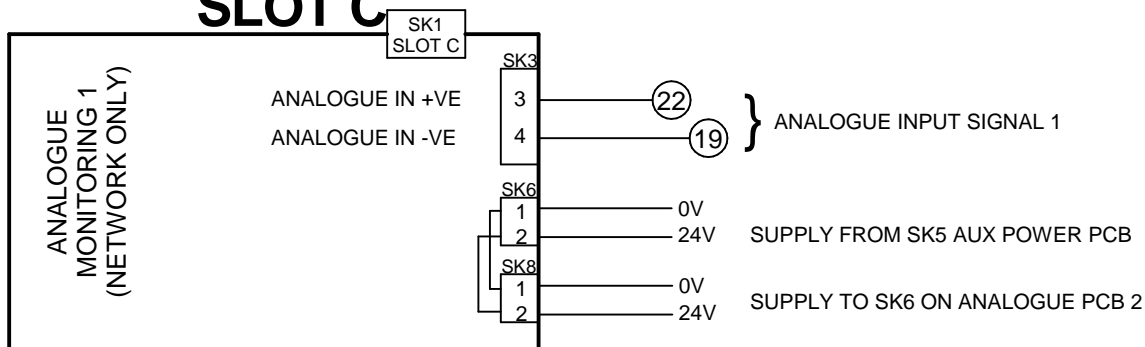 SLOT C
SK1
SLOT C
ANALOGUE
MONITORING 1
(NETWORK ONLY)
SK3
ANALOGUE IN +VE
3
22
ANALOGUE IN -VE
4
19
} ANALOGUE INPUT SIGNAL 1
SK6
1
0V
2
24V
SUPPLY FROM SK5 AUX POWER PCB
SK8
1
0V
2
24V
SUPPLY TO SK6 ON ANALOGUE PCB 2